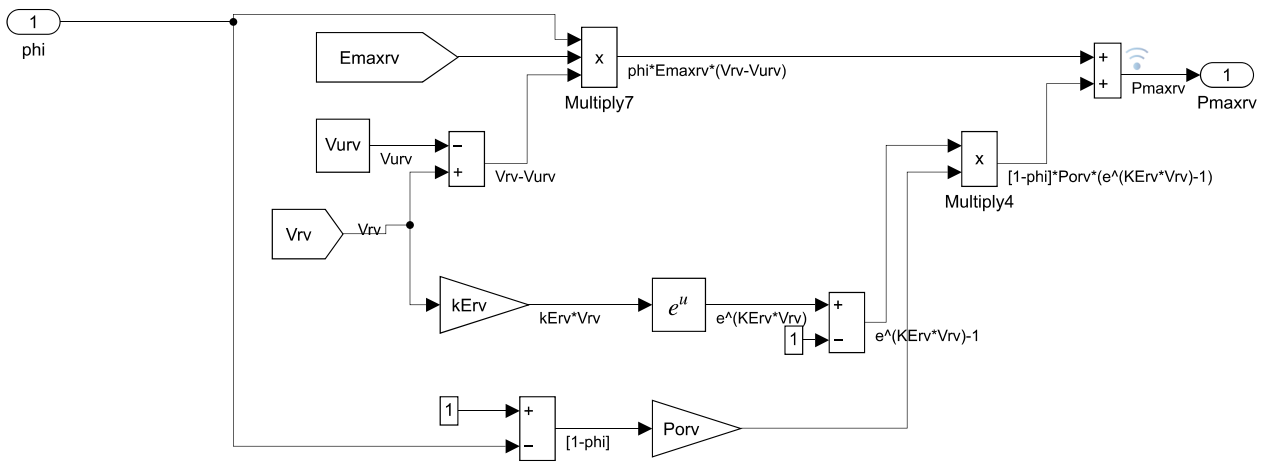 1
phi
Emaxrv
x
phi*Emaxrv*(Vrv-Vurv)
Multiply7
+
+
Pmaxrv
1
Pmaxrv
Vurv
Vurv
−
+
Vrv-Vurv
x
[1-phi]*Porv*(e^(KErv*Vrv)-1)
Multiply4
Vrv
Vrv
kErv
kErv*Vrv
e^u
e^(KErv*Vrv)
1
+
−
e^(KErv*Vrv)-1
1
+
−
[1-phi]
Porv